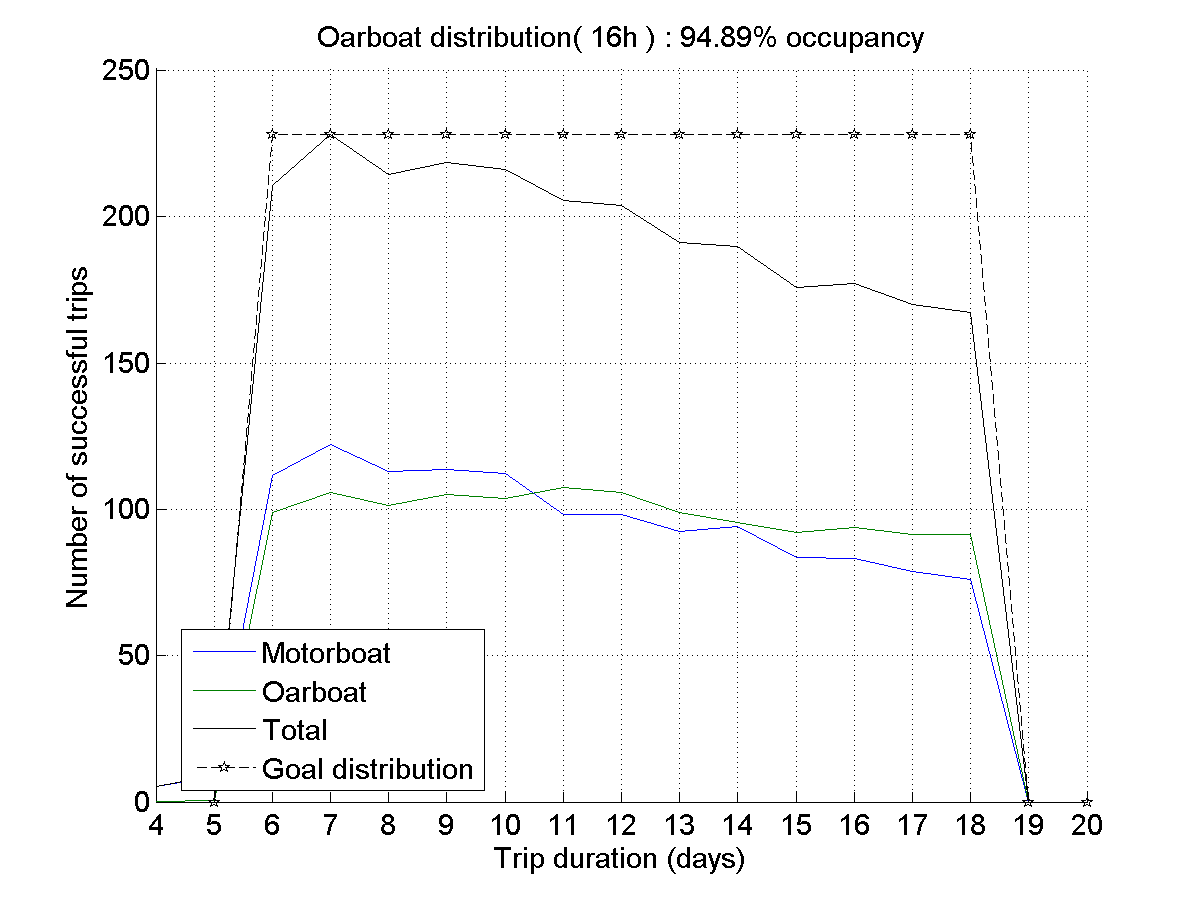 Oarboat distribution( 16h ) : 94.89% occupancy
250
200
150
100
50
0
Number of successful trips
Motorboat
Oarboat
Total
Goal distribution
4 5 6 7 8 9 10 11 12 13 14 15 16 17 18 19 20
Trip duration (days)